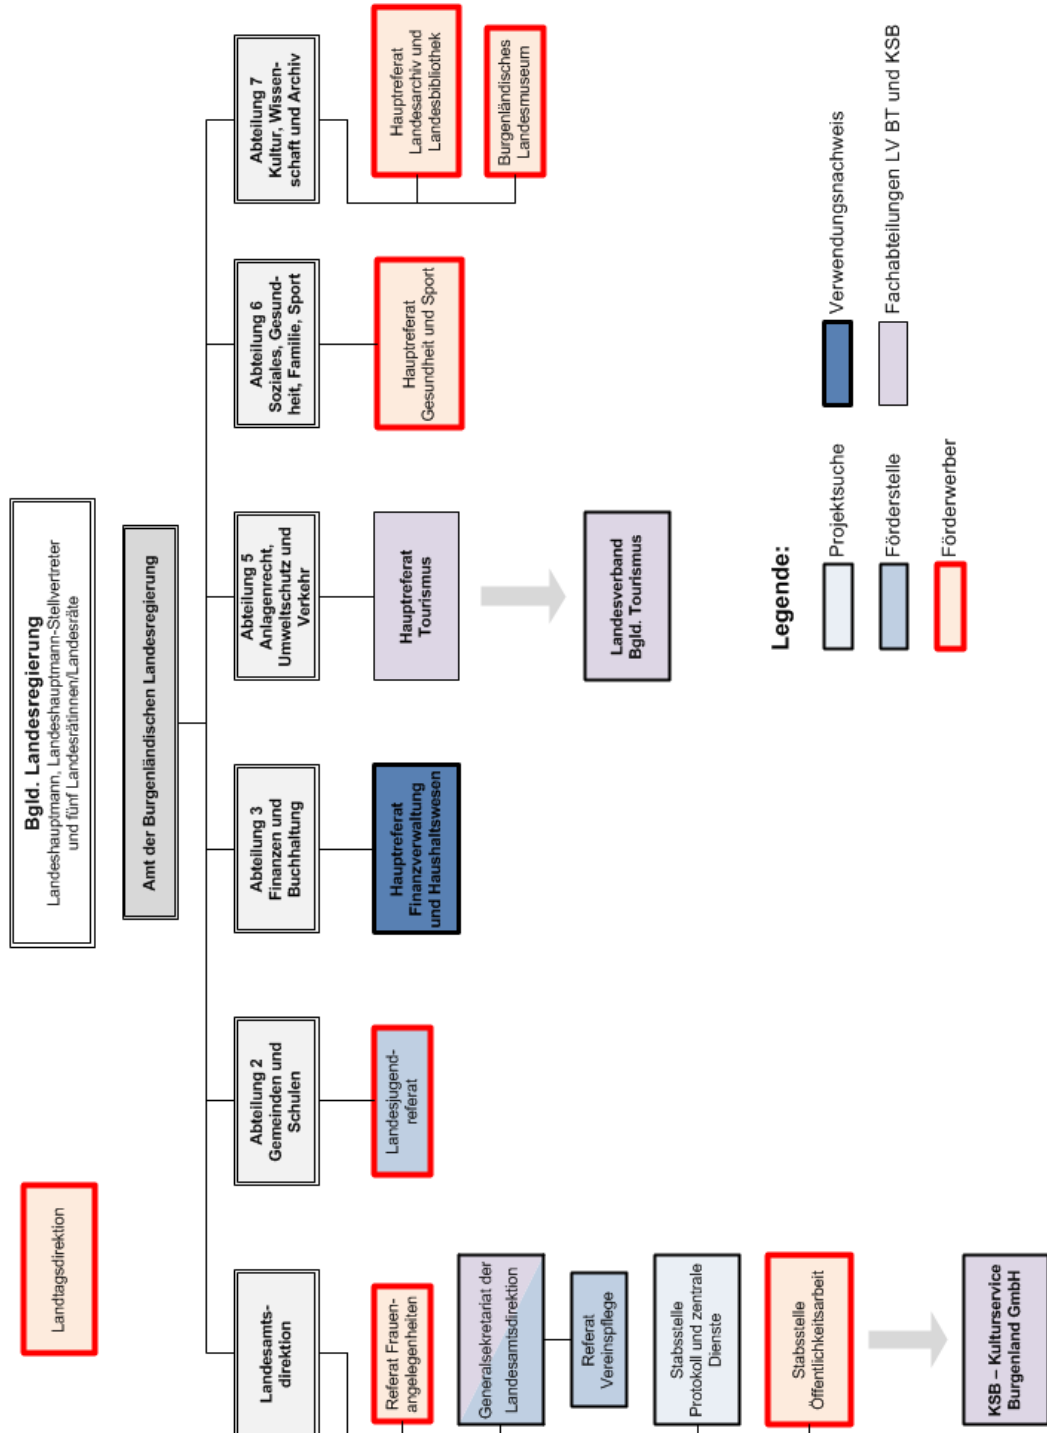 Bgld. Landesregierung
Landeshauptmann, Landeshauptmann-Stellvertreter
und fünf Landesrätinnen/Landesräte
Landtagsdirektion
Amt der Burgenländischen Landesregierung
Landesamts-
direktion
Abteilung 2
Gemeinden und
Schulen
Abteilung 3
Finanzen und
Buchhaltung
Abteilung 5
Anlagenrecht,
Umweltschutz und
Verkehr
Abteilung 6
Soziales, Gesund-
heit, Familie, Sport
Abteilung 7
Kultur, Wissen-
schaft und Archiv
Referat Frauen-
angelegenheiten
Landesjugend-
referat
Hauptreferat
Finanzverwaltung
und Haushaltswesen
Hauptreferat
Tourismus
Hauptreferat
Gesundheit und Sport
Hauptreferat
Landesarchiv und
Landesbibliothek
Generalsekretariat der
Landesamtsdirektion
Burgenländisches
Landesmuseum
Referat
Vereinspflege
Landesverband
Bgld. Tourismus
Stabsstelle
Protokoll und zentrale
Dienste
Stabsstelle
Öffentlichkeitsarbeit
KSB – Kulturservice
Burgenland GmbH
Legende:
Projektsuche
Verwendungsnachweis
Förderstelle
Fachabteilungen LV BT und KSB
Förderwerber